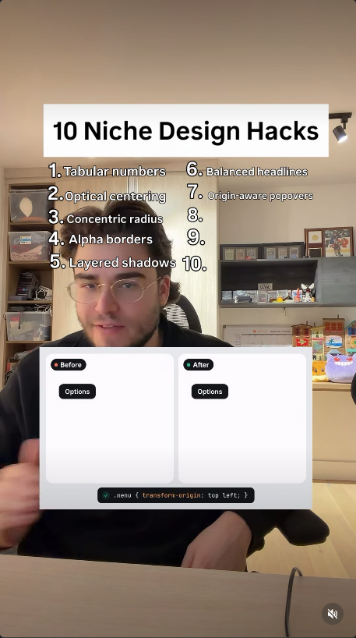 10 Niche Design Hacks
1. Tabular numbers
2. Optical centering
3. Concentric radius
4. Alpha borders
5. Layered shadows
6. Balanced headlines
7. Origin-aware popovers
8.
9.
10.
Before
Options
After
Options
.menu { transform-origin: top left; }